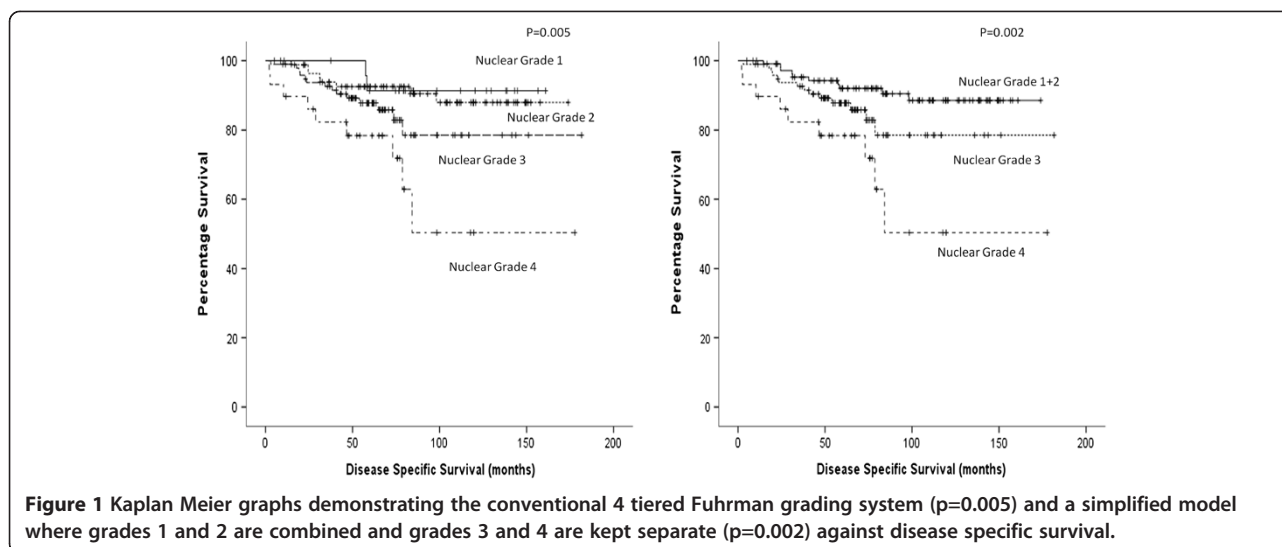 P=0.005
100
80
60
40
20
0
0
50
100
150
200
Percentage Survival
Disease Specific Survival (months)
Nuclear Grade 1
Nuclear Grade 2
Nuclear Grade 3
Nuclear Grade 4
P=0.002
100
80
60
40
20
0
0
50
100
150
200
Percentage Survival
Disease Specific Survival (months)
Nuclear Grade 1+2
Nuclear Grade 3
Nuclear Grade 4
Figure 1 Kaplan Meier graphs demonstrating the conventional 4 tiered Fuhrman grading system (p=0.005) and a simplified model
where grades 1 and 2 are combined and grades 3 and 4 are kept separate (p=0.002) against disease specific survival.